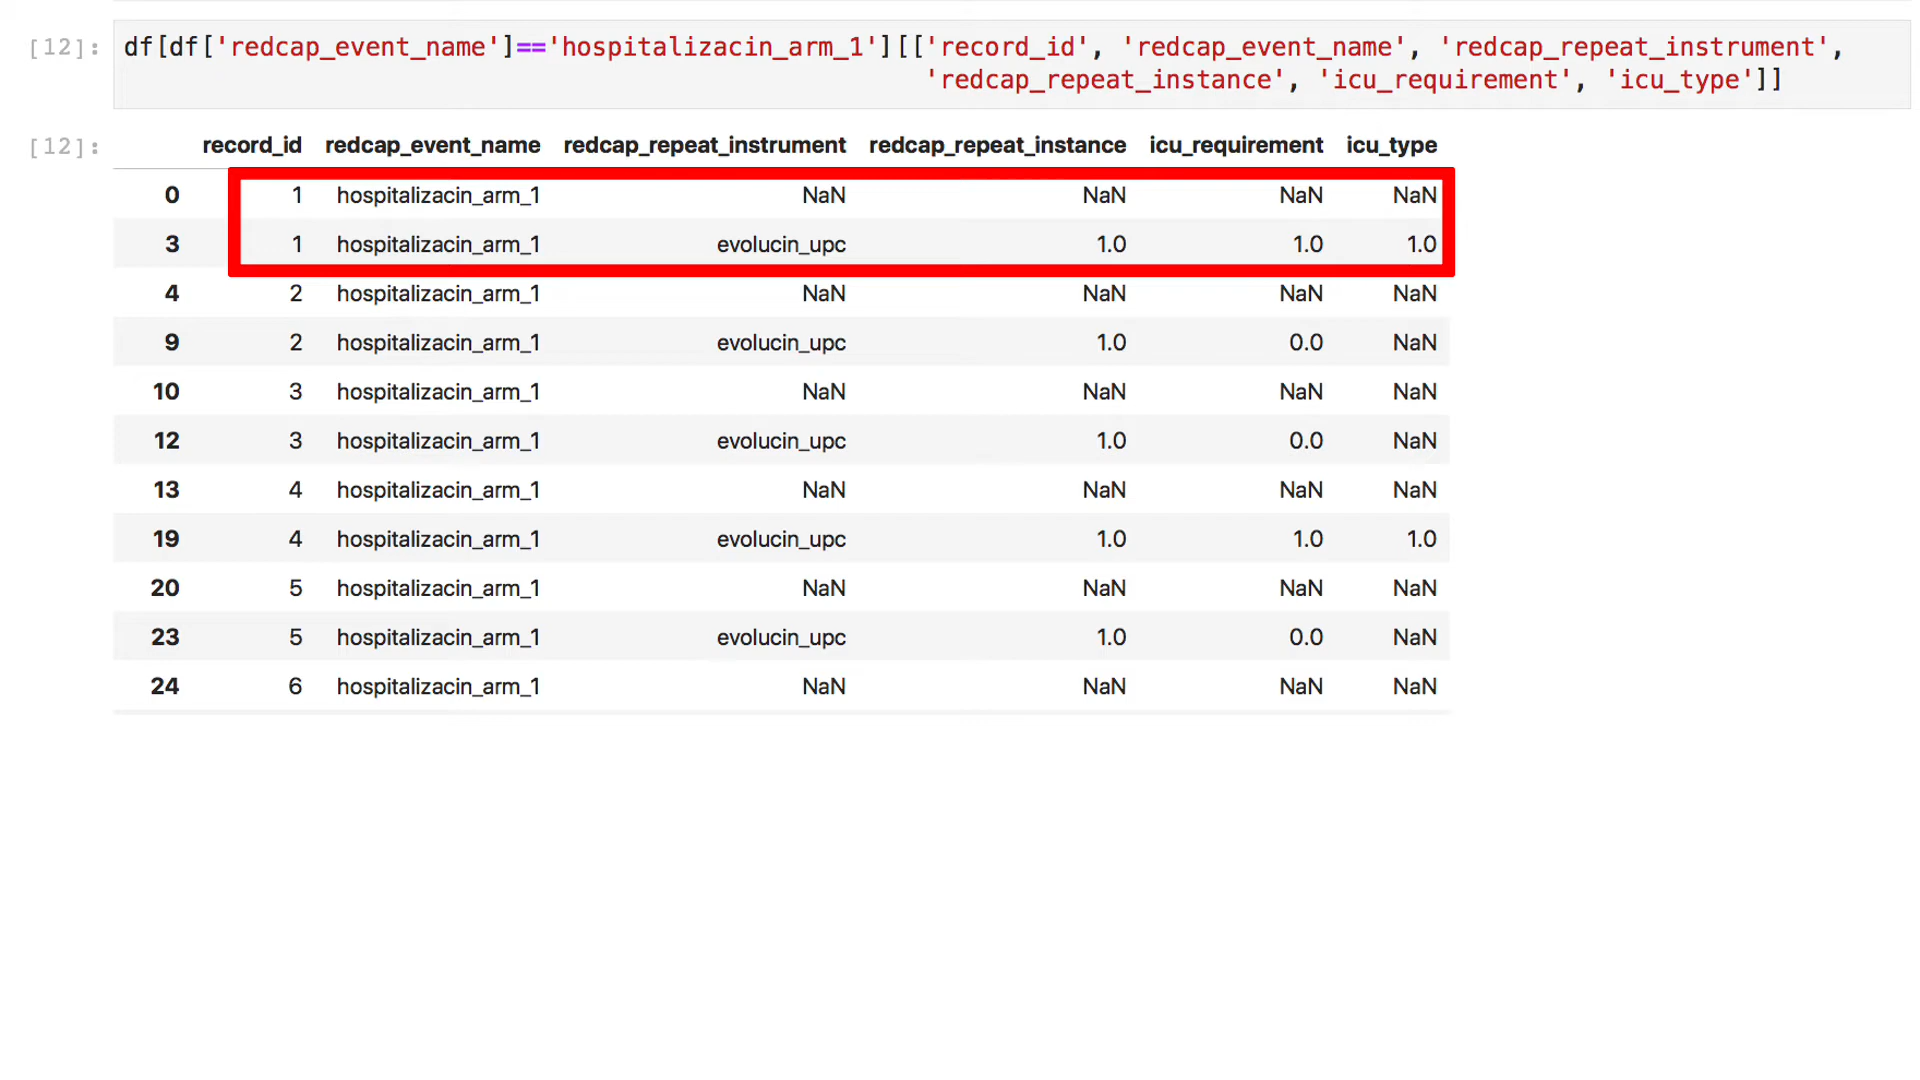 [12]: df[df['redcap_event_name']=='hospitalizacin_arm_1'][['record_id', 'redcap_event_name', 'redcap_repeat_instrument',
'redcap_repeat_instance', 'icu_requirement', 'icu_type']]
[12]: record_id redcap_event_name redcap_repeat_instrument redcap_repeat_instance icu_requirement icu_type
0 1 hospitalizacin_arm_1 NaN NaN NaN NaN
3 1 hospitalizacin_arm_1 evolucin_upc 1.0 1.0 1.0
4 2 hospitalizacin_arm_1 NaN NaN NaN NaN
9 2 hospitalizacin_arm_1 evolucin_upc 1.0 0.0 NaN
10 3 hospitalizacin_arm_1 NaN NaN NaN NaN
12 3 hospitalizacin_arm_1 evolucin_upc 1.0 0.0 NaN
13 4 hospitalizacin_arm_1 NaN NaN NaN NaN
19 4 hospitalizacin_arm_1 evolucin_upc 1.0 1.0 1.0
20 5 hospitalizacin_arm_1 NaN NaN NaN NaN
23 5 hospitalizacin_arm_1 evolucin_upc 1.0 0.0 NaN
24 6 hospitalizacin_arm_1 NaN NaN NaN NaN